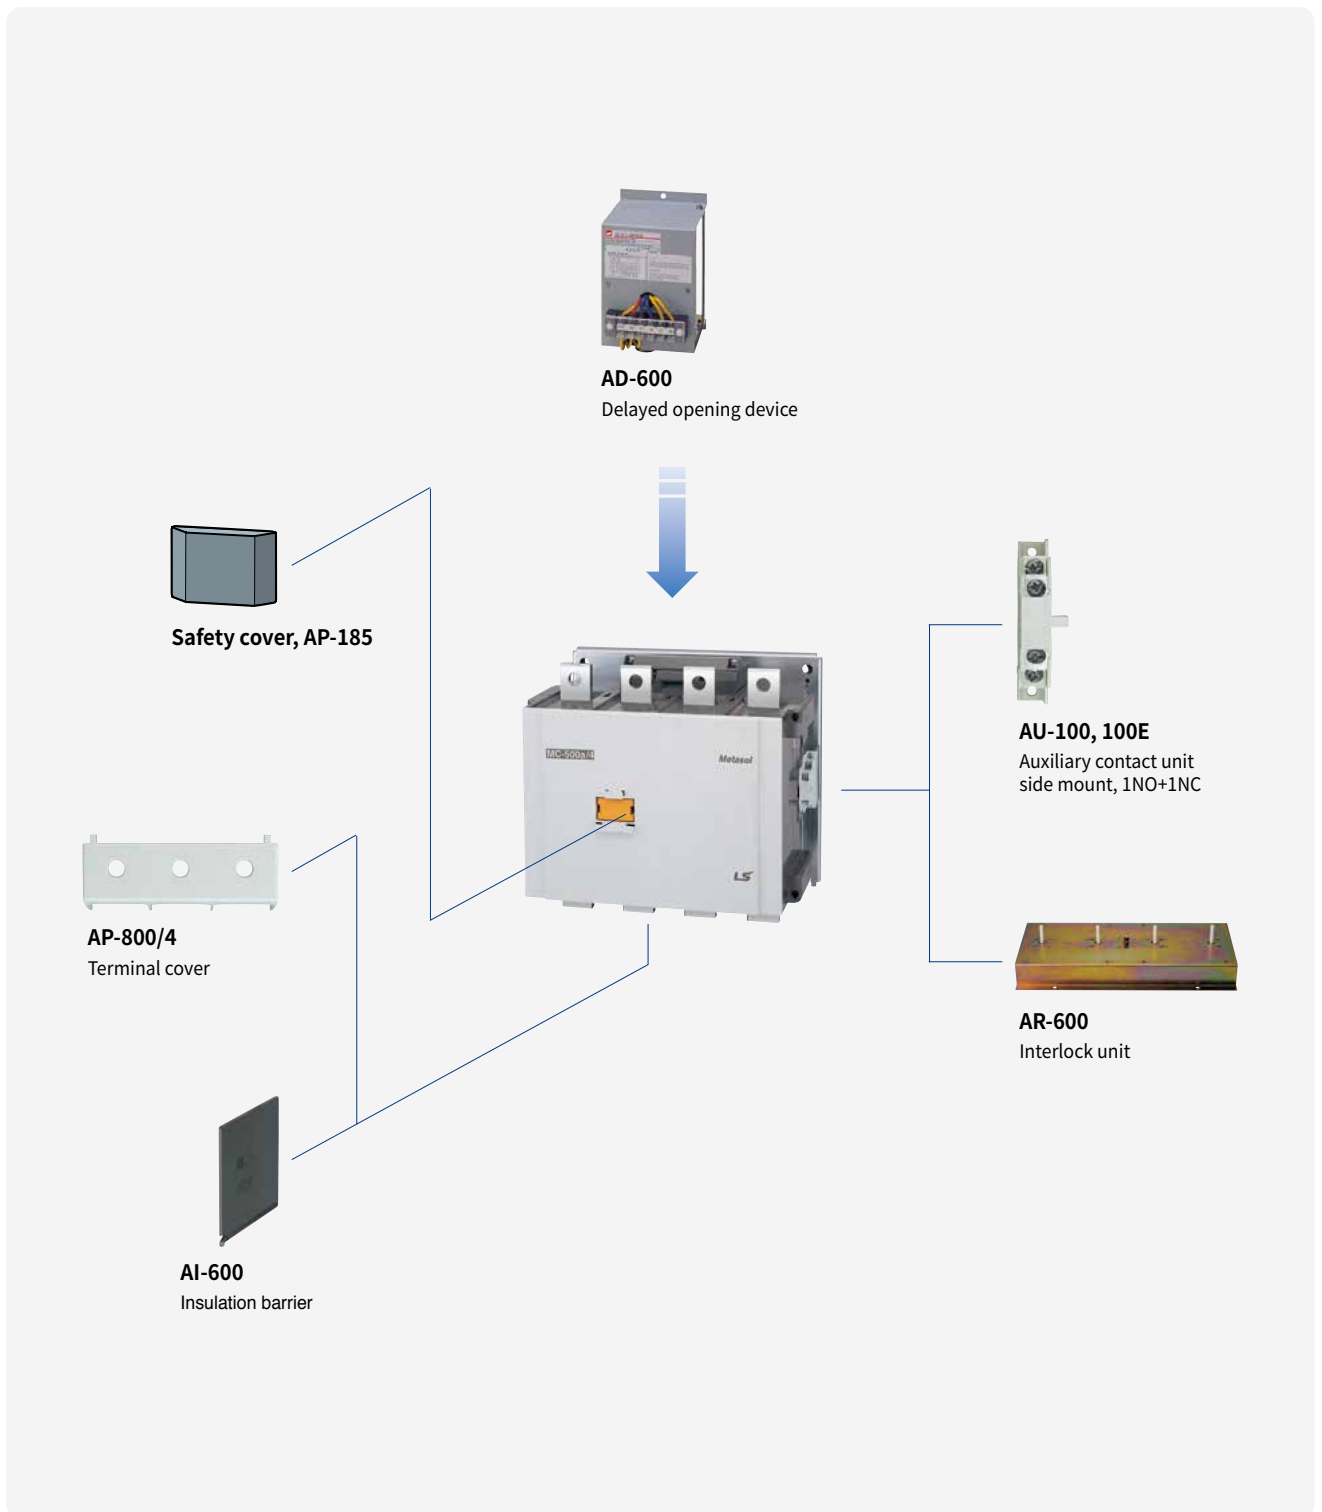 AD-600
Delayed opening device
Safety cover, AP-185
MC-500a/4
Metasol
LS
AU-100, 100E
Auxiliary contact unit
side mount, 1NO+1NC
AP-800/4
Terminal cover
AR-600
Interlock unit
AI-600
Insulation barrier